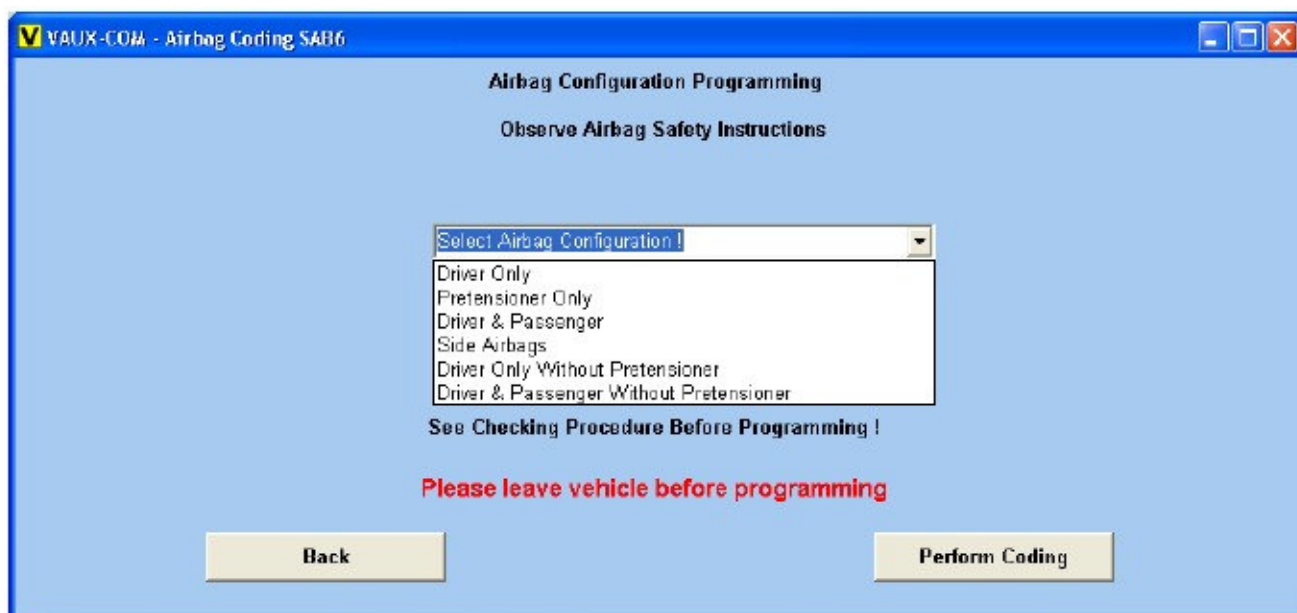 VAUX-COM - Airbag Coding SAB6
Airbag Configuration Programming
Observe Airbag Safety Instructions
Select Airbag Configuration !
Driver Only
Pretensioner Only
Driver & Passenger
Side Airbags
Driver Only Without Pretensioner
Driver & Passenger Without Pretensioner
See Checking Procedure Before Programming !
Please leave vehicle before programming
Back
Perform Coding